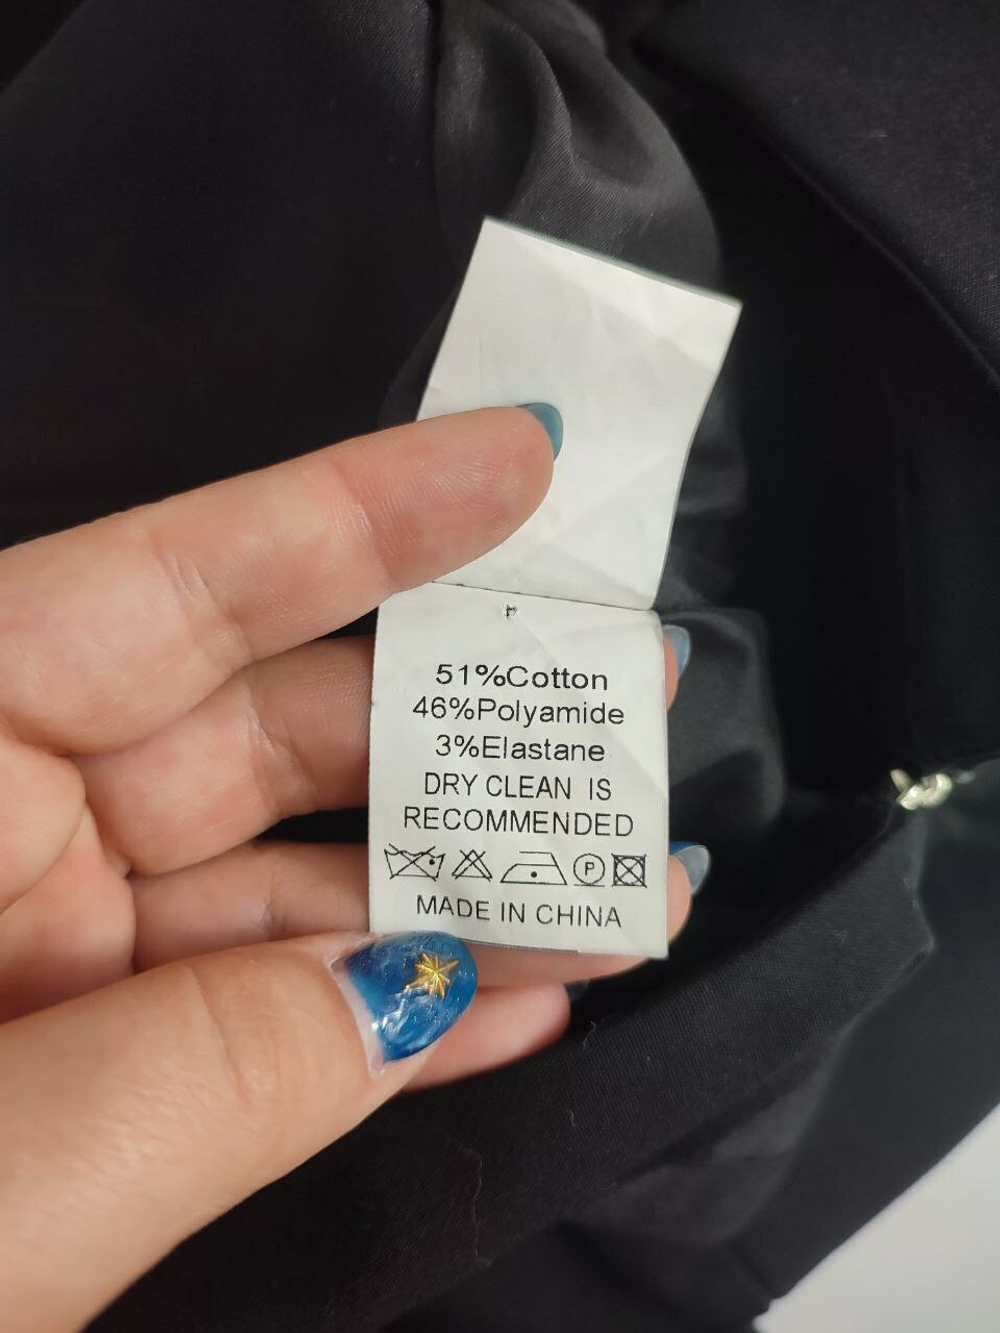 51%Cotton
46%Polyamide
3%Elastane
DRY CLEAN IS
RECOMMENDED
P
MADE IN CHINA